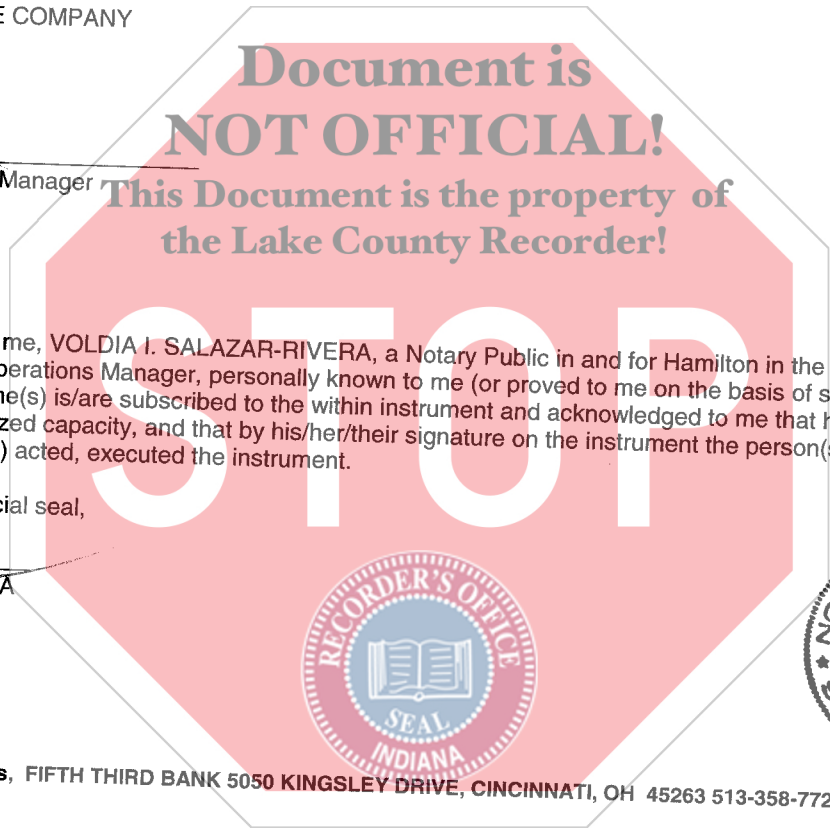 E COMPANY
Document is
NOT OFFICIAL!
Manager
This Document is the property of
the Lake County Recorder!
STOP
me, VOLDIA I. SALAZAR-RIVERA, a Notary Public in and for Hamilton in the
perations Manager, personally known to me (or proved to me on the basis of s
ne(s) is/are subscribed to the within instrument and acknowledged to me that h
zed capacity, and that by his/her/their signature on the instrument the person(s
) acted, executed the instrument.
cial seal,
A
RECORDER'S OFFICE
SEAL
INDIANA
NO
s, FIFTH THIRD BANK 5050 KINGSLEY DRIVE, CINCINNATI, OH 45263 513-358-772